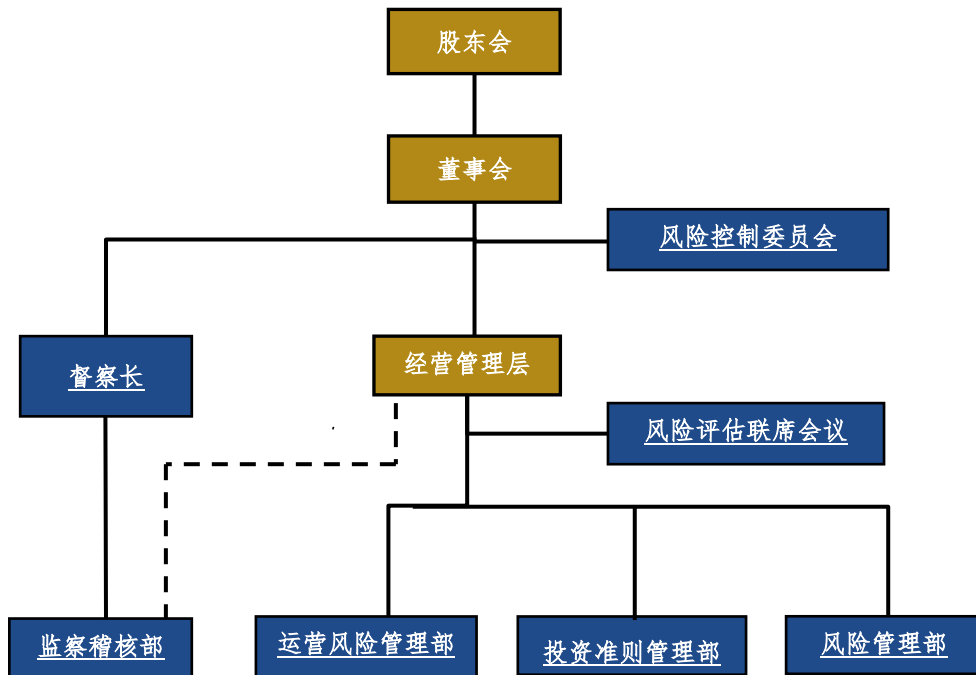 股东会
董事会
风险控制委员会
督察长
经营管理层
风险评估联席会议
监察稽核部
运营风险管理部
投资准则管理部
风险管理部